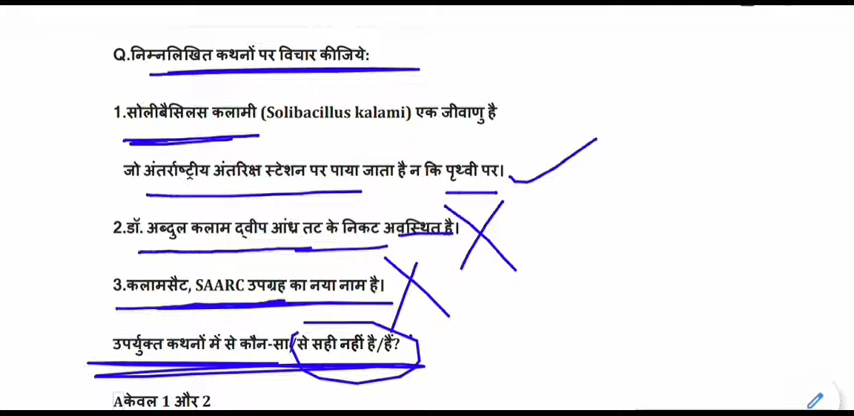 Q.निम्नलिखित कथनों पर विचार कीजिये:
1.सोलीबैसिलस कलामी (Solibacillus kalami) एक जीवाणु है
जो अंतर्राष्ट्रीय अंतरिक्ष स्टेशन पर पाया जाता है न कि पृथ्वी पर।
2.डॉ. अब्दुल कलाम द्वीप आंध्र तट के निकट अवस्थित है।
3.कलामसैट, SAARC उपग्रह का नया नाम है।
उपर्युक्त कथनों में से कौन-सा/से सही नहीं है/हैं?
Aकेवल 1 और 2